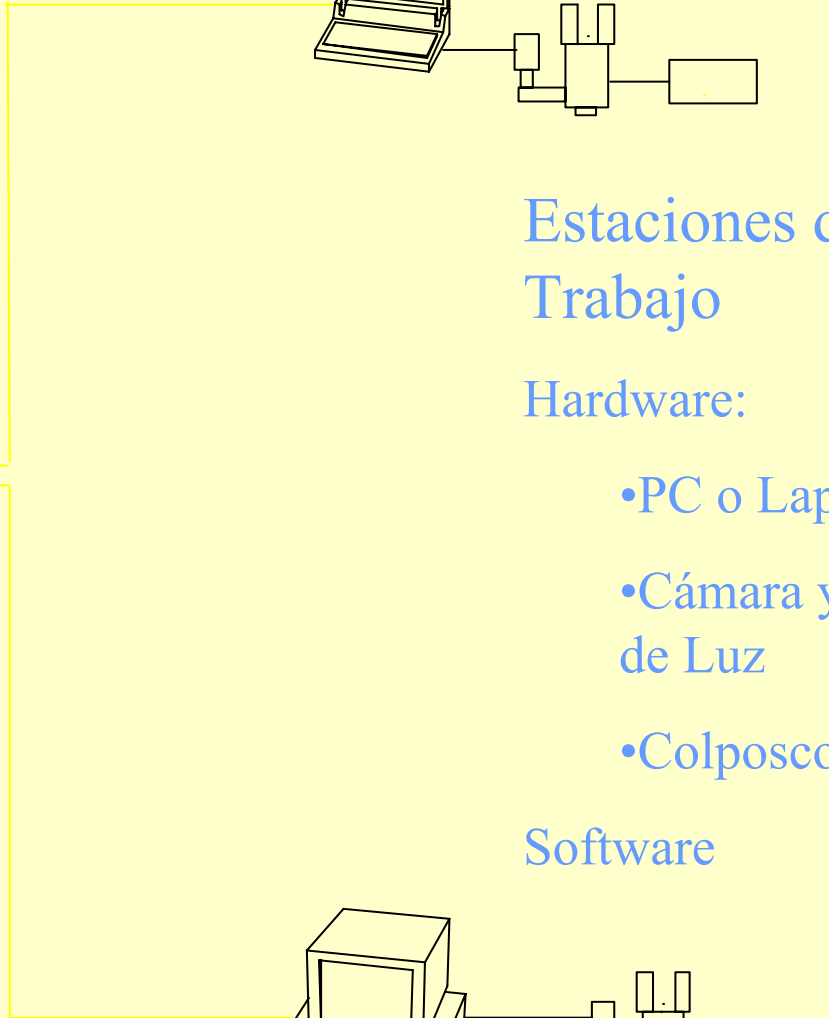 Estaciones d
Trabajo
Hardware:
•PC o Lap
•Cámara y
de Luz
•Colposco
Software